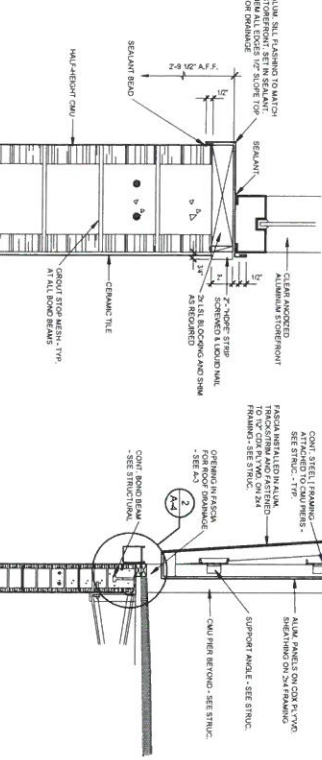 ALUM. SILL FLASHING TO MATCH
STOREFRONT, SET IN SEALANT.
HEM ALL EDGES 1/2" SLOPE TOP
FOR DRAINAGE
2'-9 1/2" A.F.F.
SEALANT BEAD
HALF-HEIGHT CMU
1/2"
SEALANT
CLEAR ANODIZED
ALUMINUM STOREFRONT
1/2"
2"- "HDPE" STRIP
SCREWED & LIQUID NAIL
3/4"
2x LSL BLOCKING AND SHIM
AS REQUIRED
CERAMIC TILE
GROUT STOP MESH - TYP.
AT ALL BOND BEAMS
CONT. STEEL FRAMING
ATTACHED TO CMU PIERS -
SEE STRUC. - TYP.
FASCIA INSTALLED IN ALUM.
TRACKS/TRIM AND FASTENED
TO 1/2" CDX PLYWD. ON 2x4
FRAMING - SEE STRUC.
OPENING IN FASCIA
FOR ROOF DRAINAGE
- SEE A-3
CONT. BOND BEAM
- SEE STRUCTURAL
2
A-4
ALUM. PANELS ON CDX PLYWD
SHEATHING ON 2x4 FRAMING
SUPPORT ANGLE - SEE STRUC.
CMU PIER BEYOND - SEE STRUC.